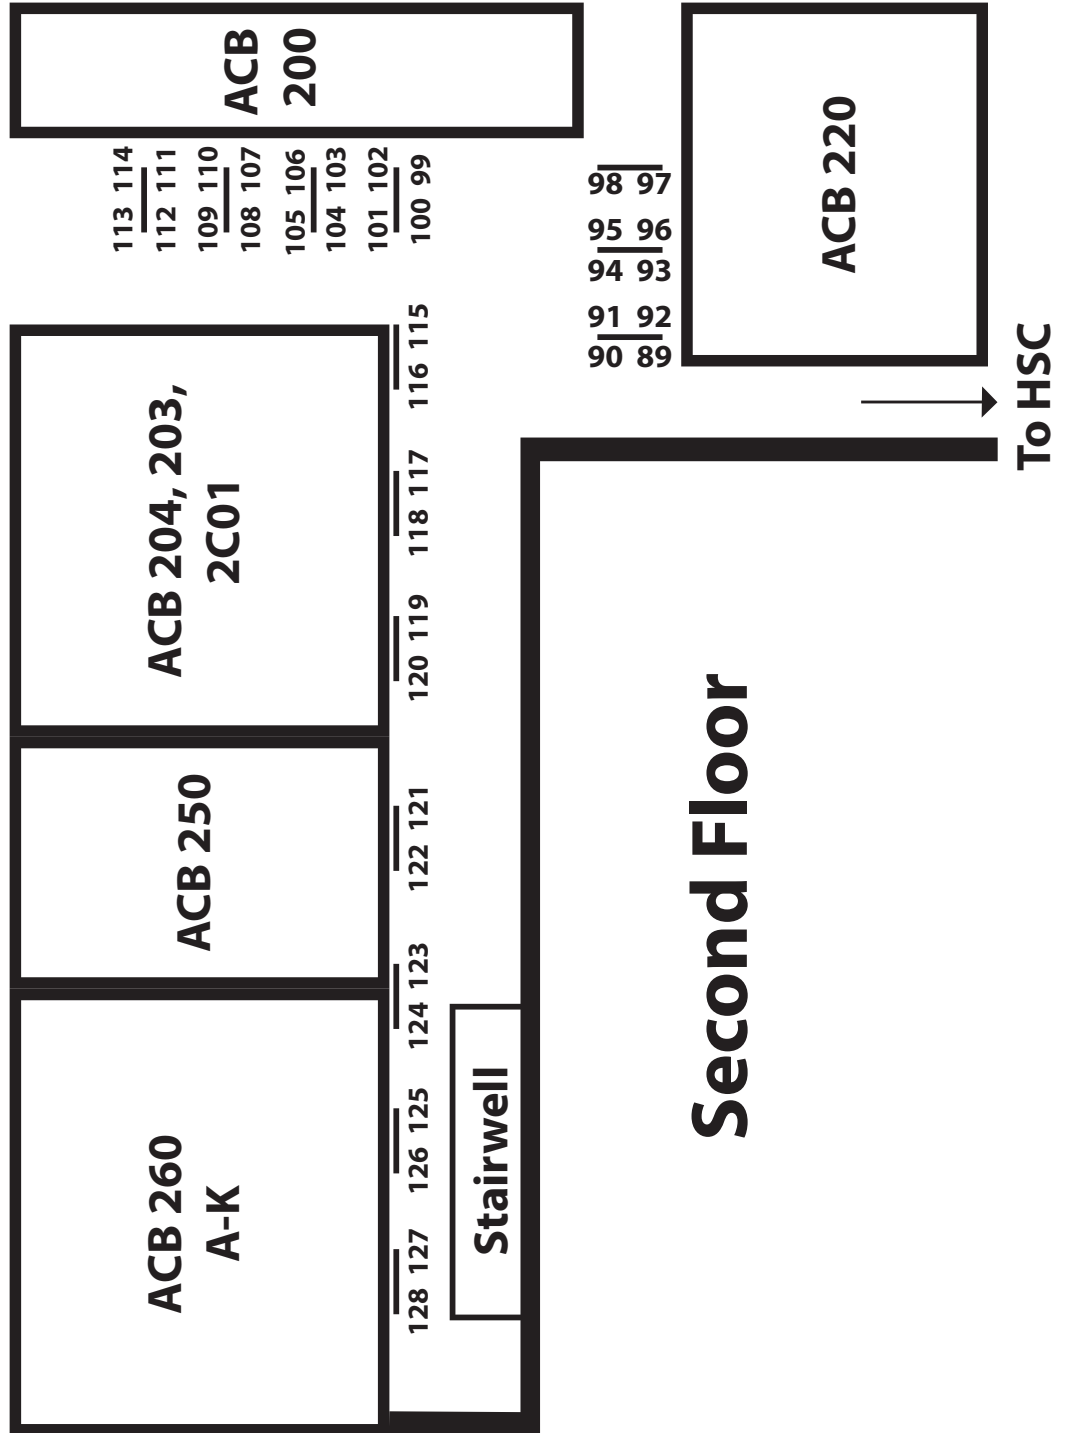 ACB
200
113 114
112 111
109 110
108 107
105 106
104 103
101 102
100 99
98 97
95 96
94 93
91 92
90 89
ACB 220
To HSC
116 115
118 117
120 119
ACB 204, 203,
2C01
122 121
ACB 250
124 123
126 125
128 127
ACB 260
A-K
Stairwell
Second Floor